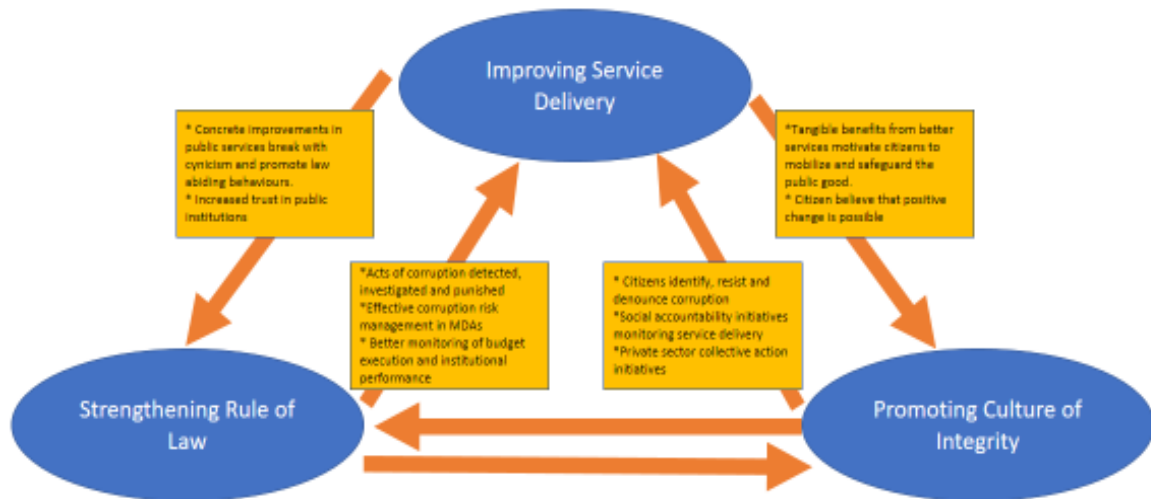 Improving Service
Delivery
* Concrete improvements in
public services break with
cynicism and promote law
abiding behaviours.
* Increased trust in public
institutions
*Tangible benefits from better
services motivate citizens to
mobilize and safeguard the
public good.
* Citizen believe that positive
change is possible
*Acts of corruption detected,
investigated and punished
*Effective corruption risk
management in MDAs
* Better monitoring of budget
execution and institutional
performance
* Citizens identify, resist and
denounce corruption
*Social accountability initiatives
monitoring service delivery
*Private sector collective action
initiatives
Strengthening Rule of
Law
Promoting Culture of
Integrity